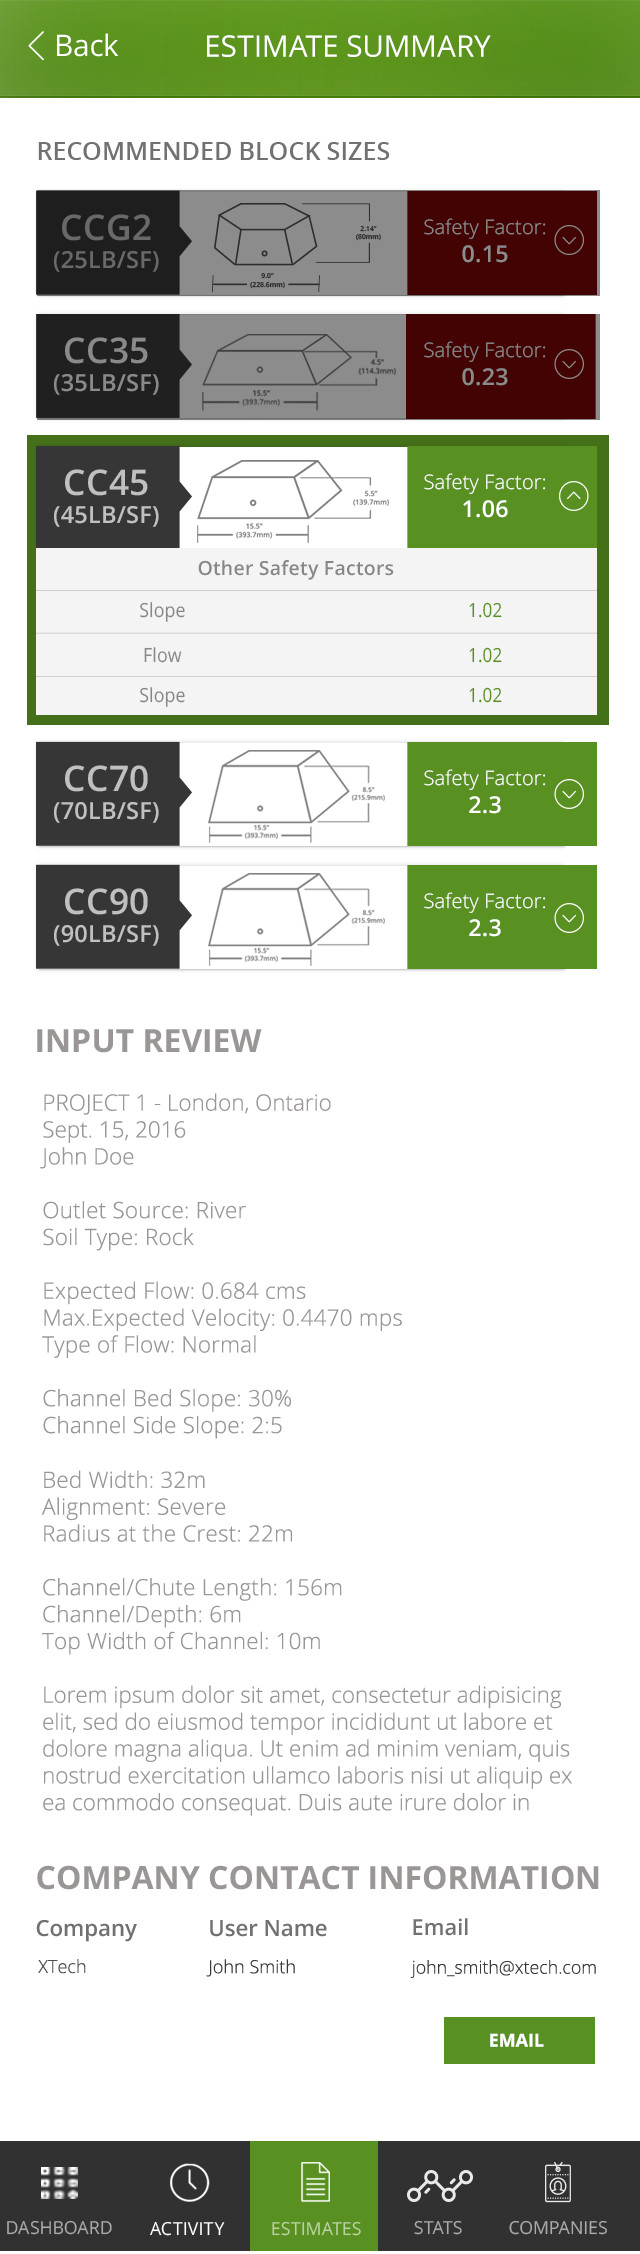 Back
ESTIMATE SUMMARY
RECOMMENDED BLOCK SIZES
CCG2
(25LB/SF)
2.14"
(80mm)
9.0"
(228.6mm)
Safety Factor:
0.15
CC35
(35LB/SF)
4.5"
(114.3mm)
15.5"
(393.7mm)
Safety Factor:
0.23
CC45
(45LB/SF)
5.5"
(139.7mm)
15.5"
(393.7mm)
Safety Factor:
1.06
Other Safety Factors
Slope 1.02
Flow 1.02
Slope 1.02
CC70
(70LB/SF)
8.5"
(215.9mm)
15.5"
(393.7mm)
Safety Factor:
2.3
CC90
(90LB/SF)
8.5"
(215.9mm)
15.5"
(393.7mm)
Safety Factor:
2.3
INPUT REVIEW
PROJECT 1 - London, Ontario
Sept. 15, 2016
John Doe
Outlet Source: River
Soil Type: Rock
Expected Flow: 0.684 cms
Max.Expected Velocity: 0.4470 mps
Type of Flow: Normal
Channel Bed Slope: 30%
Channel Side Slope: 2:5
Bed Width: 32m
Alignment: Severe
Radius at the Crest: 22m
Channel/Chute Length: 156m
Channel/Depth: 6m
Top Width of Channel: 10m
Lorem ipsum dolor sit amet, consectetur adipisicing
elit, sed do eiusmod tempor incididunt ut labore et
dolore magna aliqua. Ut enim ad minim veniam, quis
nostrud exercitation ullamco laboris nisi ut aliquip ex
ea commodo consequat. Duis aute irure dolor in
COMPANY CONTACT INFORMATION
Company User Name Email
XTech John Smith john_smith@xtech.com
EMAIL
DASHBOARD ACTIVITY ESTIMATES STATS COMPANIES